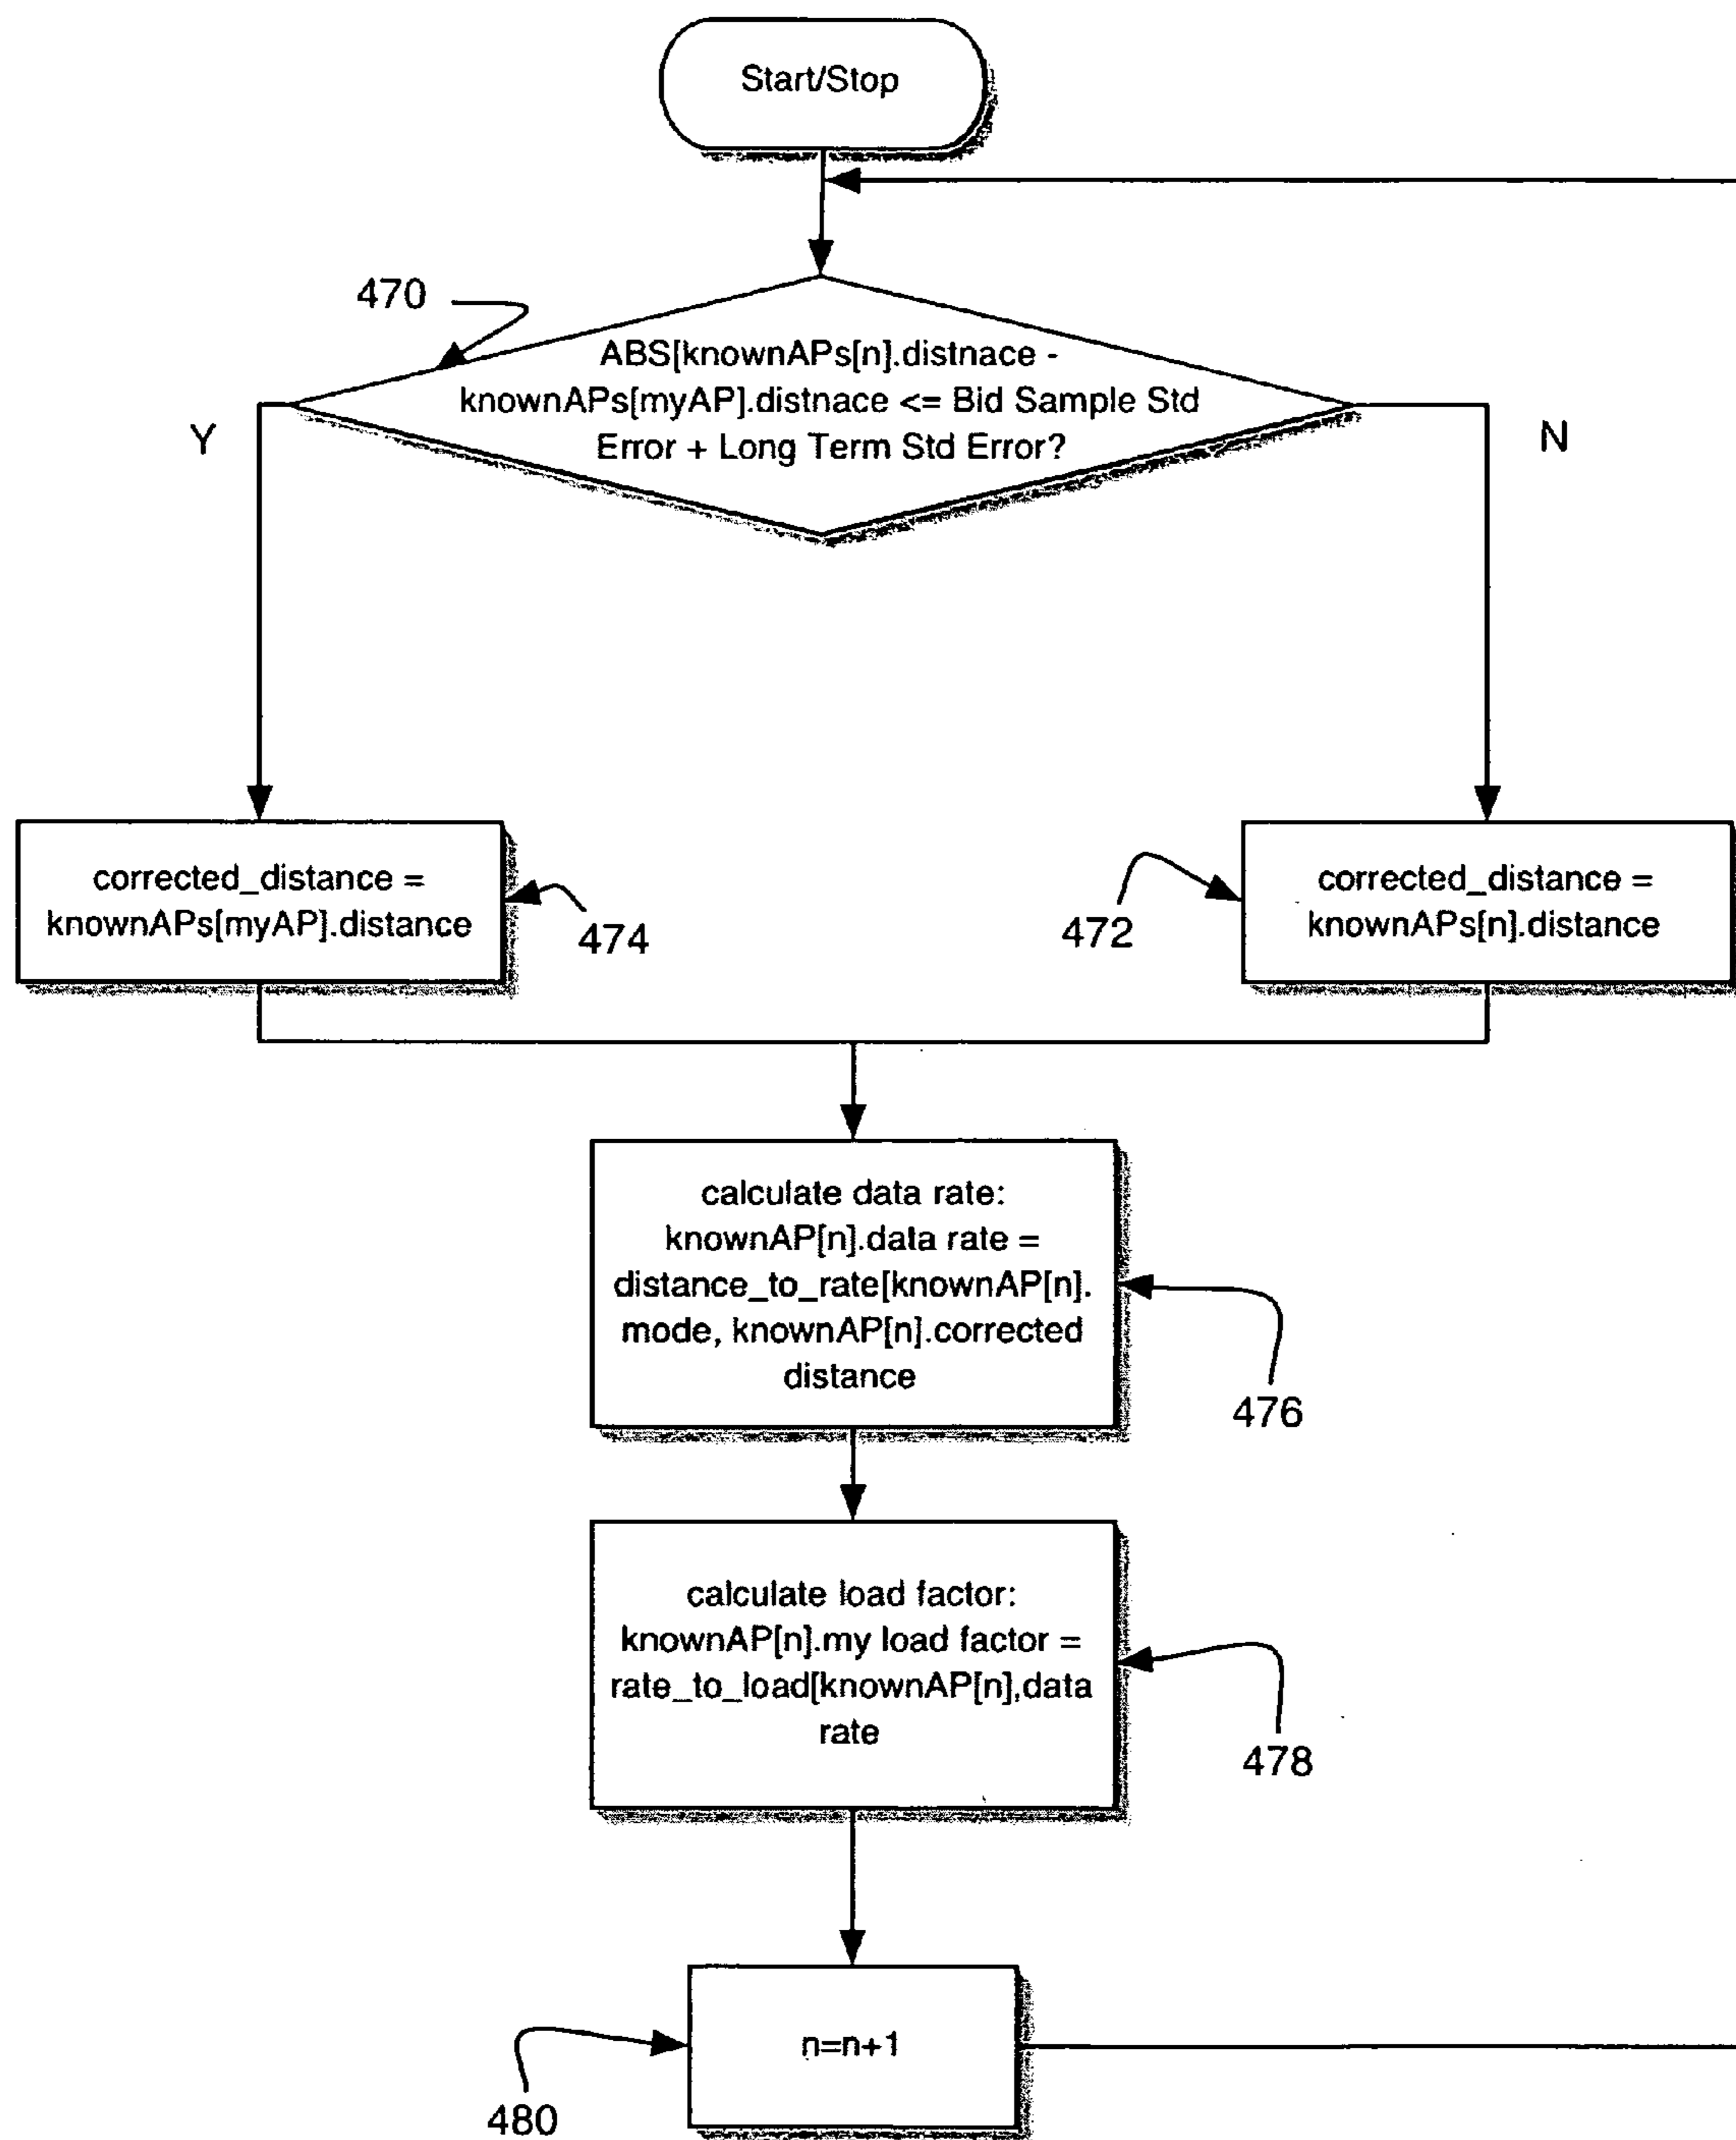 Start/Stop
470
ABS[knownAPs[n].distnace -
knownAPs[myAP].distnace <= Bid Sample Std
Error + Long Term Std Error?
Y
N
corrected_distance =
knownAPs[myAP].distance
474
472
corrected_distance =
knownAPs[n].distance
calculate data rate:
knownAP[n].data rate =
distance_to_rate[knownAP[n].
mode, knownAP[n].corrected
distance
476
calculate load factor:
knownAP[n].my load factor =
rate_to_load[knownAP[n],data
rate
478
n=n+1
480